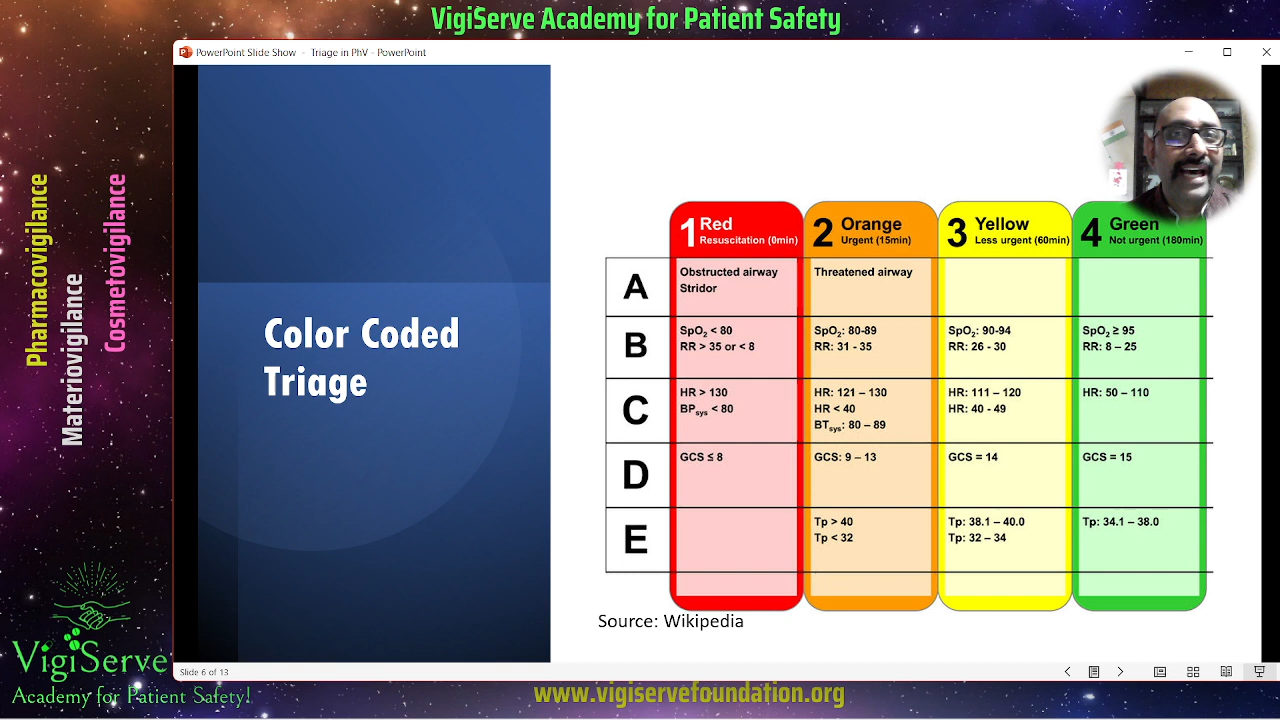 VigiServe Academy for Patient Safety
PowerPoint Slide Show - Triage in PhV - PowerPoint
Pharmacovigilance
Materiovigilance
Cosmetovigilance
Color Coded
Triage
1 Red
Resuscitation (0min)
2 Orange
Urgent (15min)
3 Yellow
Less urgent (60min)
4 Green
Not urgent (180min)
A
Obstructed airway
Stridor
Threatened airway
B
SpO₂ < 80
RR > 35 or < 8
SpO₂: 80-89
RR: 31 - 35
SpO₂: 90-94
RR: 26 - 30
SpO₂ ≥ 95
RR: 8 – 25
C
HR > 130
BPsys < 80
HR: 121 – 130
HR < 40
BTsys: 80 – 89
HR: 111 – 120
HR: 40 - 49
HR: 50 – 110
D
GCS ≤ 8
GCS: 9 – 13
GCS = 14
GCS = 15
E
Tp > 40
Tp < 32
Tp: 38.1 – 40.0
Tp: 32 – 34
Tp: 34.1 – 38.0
Source: Wikipedia
VigiServe
Academy for Patient Safety!
Slide 6 of 13
www.vigiservefoundation.org